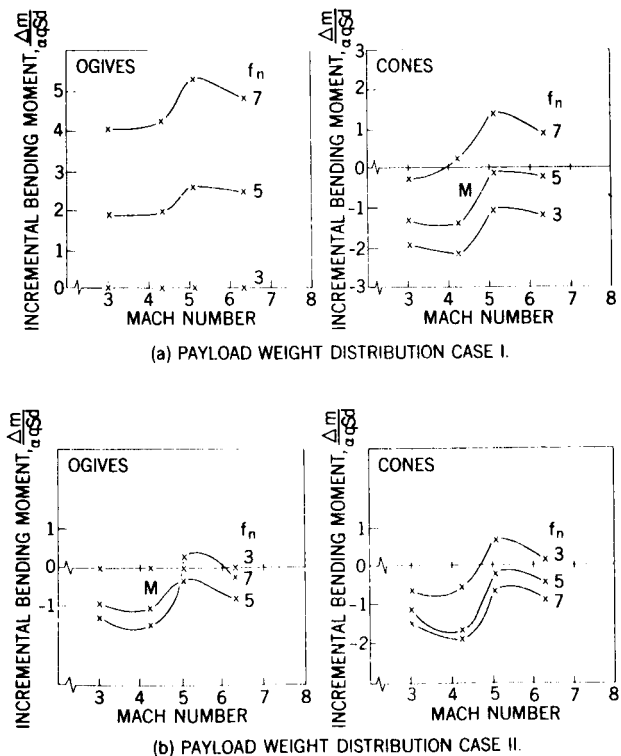 INCREMENTAL BENDING MOMENT, Δm/αqSd
OGIVES
fn
7
5
3
5
4
3
2
1
0
3 4 5 6 7 8
MACH NUMBER
INCREMENTAL BENDING MOMENT, Δm/αqSd
CONES
fn
7
5
3
M
3
2
1
0
-1
-2
-3
3 4 5 6 7 8
MACH NUMBER
(a) PAYLOAD WEIGHT DISTRIBUTION CASE I.
INCREMENTAL BENDING MOMENT, Δm/αqSd
OGIVES
fn
3
7
5
M
1
0
-1
3 4 5 6 7 8
MACH NUMBER
INCREMENTAL BENDING MOMENT, Δm/αqSd
CONES
fn
3
5
7
1
0
-1
-2
3 4 5 6 7 8
MACH NUMBER
(b) PAYLOAD WEIGHT DISTRIBUTION CASE II.